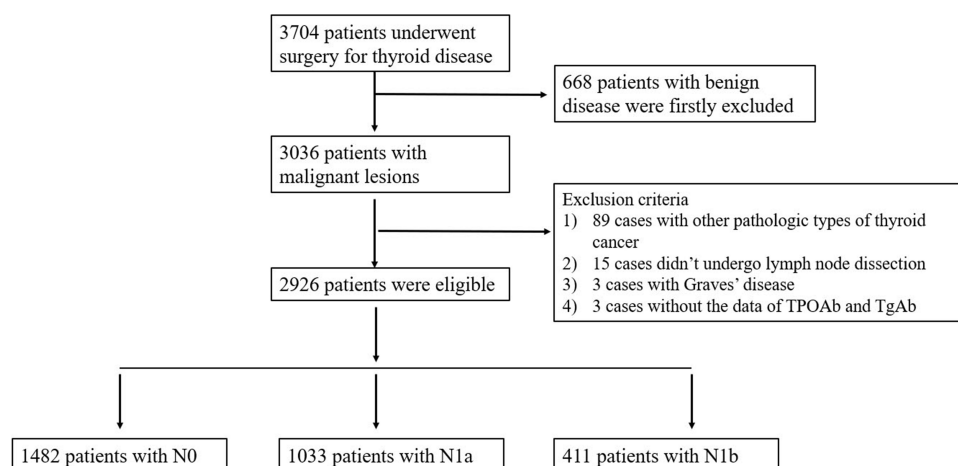 3704 patients underwent
surgery for thyroid disease
668 patients with benign
disease were firstly excluded
3036 patients with
malignant lesions
Exclusion criteria
1) 89 cases with other pathologic types of thyroid
cancer
2) 15 cases didn't undergo lymph node dissection
3) 3 cases with Graves' disease
4) 3 cases without the data of TPOAb and TgAb
2926 patients were eligible
1482 patients with N0
1033 patients with N1a
411 patients with N1b